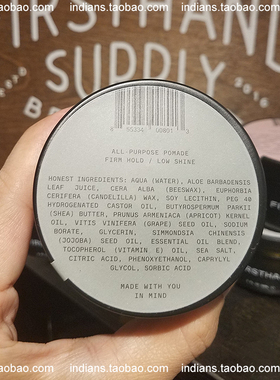 indians.taobao.com
FIRSTHAND
SUPPLY
ALL-PURPOSE POMADE
FIRM HOLD / LOW SHINE
HONEST INGREDIENTS: AQUA (WATER), ALOE BARBADENSIS
LEAF JUICE, CERA ALBA (BEESWAX), EUPHORBIA
CERIFERA (CANDELILLA) WAX, SOY LECITHIN, PEG 40
HYDROGENATED CASTOR OIL, BUTYROSPERMUM PARKII
(SHEA) BUTTER, PRUNUS ARMENIACA (APRICOT) KERNEL
OIL, VITIS VINIFERA (GRAPE) SEED OIL, SODIUM
BORATE, GLYCERIN, SIMMONDSIA CHINENSIS
(JOJOBA) SEED OIL, ESSENTIAL OIL BLEND,
TOCOPHEROL (VITAMIN E) OIL, SEA SALT,
CITRIC ACID, PHENOXYETHANOL, CAPRYLYL
GLYCOL, SORBIC ACID
MADE WITH YOU
IN MIND
indians.taobao.com